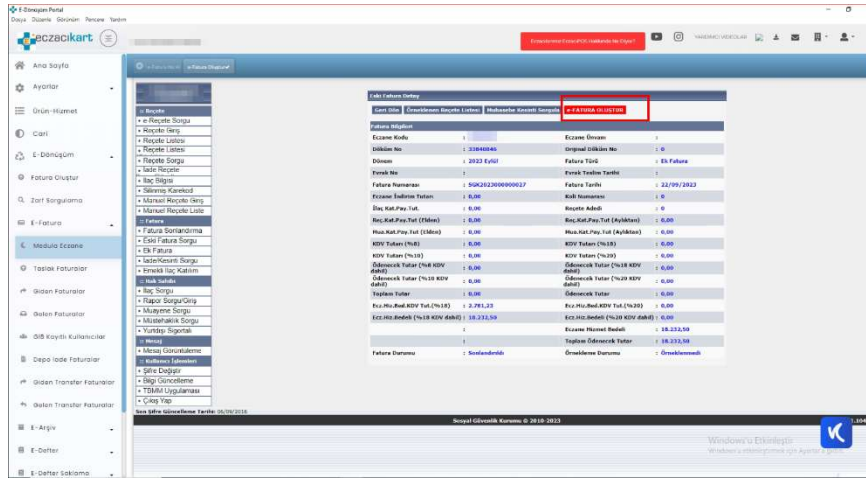 E-Dönüşüm Portal
Dosya Düzenle Görünüm Pencere Yardım
eczacıkart
YARDIMCI VİDEOLAR
Ana Sayfa
Ayarlar
Ürün-Hizmet
Cari
E-Dönüşüm
Fatura Oluştur
Zarf Sorgulama
E-Fatura
Medula Eczane
Taslak Faturalar
Giden Faturalar
Gelen Faturalar
GİB Kayıtlı Kullanıcılar
Depo İade Faturaları
Giden Transfer Faturalar
Gelen Transfer Faturalar
E-Arşiv
E-Defter
E-Defter Saklama
:: Reçete
e-Reçete Sorgu
Reçete Giriş
Reçete Listesi
Reçete Listesi
Reçete Sorgu
İade Reçete
İlaç Bilgisi
Silinmiş Karekod
Manuel Reçete Giriş
Manuel Reçete Liste
:: Fatura
Fatura Sonlandırma
Eski Fatura Sorgu
Ek Fatura
İade/Kesinti Sorgu
Emekli İlaç Katılım
:: Hak Sahibi
İlaç Sorgu
Rapor Sorgu/Giriş
Muayene Sorgu
Müstehaklık Sorgu
Yurtdışı Sigortalı
:: Mesaj
Mesaj Görüntüleme
:: Kullanıcı İşlemleri
Şifre Değiştir
Bilgi Güncelleme
TBMM Uygulaması
Çıkış Yap
Son Şifre Güncelleme Tarihi: 06/09/2016
Eski Fatura Detay
Geri Dön Örneklenen Reçete Listesi Muhasebe Kesinti Sorgula e-FATURA OLUŞTUR
Fatura Bilgileri
Eczane Kodu : Eczane Ünvanı :
Döküm No : 33840846 Orijinal Döküm No : 0
Dönem : 2023 Eylül Fatura Türü : Ek Fatura
Evrak No : Evrak Teslim Tarihi :
Fatura Numarası : SGK2023000000027 Fatura Tarihi : 22/09/2023
Eczane İndirim Tutarı : 0,00 Koli Numarası : 0
İlaç Kat.Pay.Tut. : 0,00 Reçete Adedi : 0
Reç.Kat.Pay.Tut (Elden) : 0,00 Reç.Kat.Pay.Tut (Aylıktan) : 0,00
Mua.Kat.Pay.Tut (Elden) : 0,00 Mua.Kat.Pay.Tut (Aylıktan) : 0,00
KDV Tutarı (%8) : 0,00 KDV Tutarı (%18) : 0,00
KDV Tutarı (%10) : 0,00 KDV Tutarı (%20) : 0,00
Ödenecek Tutar (%8 KDV dahil) : 0,00 Ödenecek Tutar (%18 KDV dahil) : 0,00
Ödenecek Tutar (%10 KDV dahil) : 0,00 Ödenecek Tutar (%20 KDV dahil) : 0,00
Toplam Tutar : 0,00 Ödenecek Tutar : 0,00
Ecz.Hiz.Bed.KDV Tut.(%18) : 2.781,23 Ecz.Hiz.Bed.KDV Tut.(%20) : 0,00
Ecz.Hiz.Bedeli (%18 KDV dahil) : 18.232,50 Ecz.Hiz.Bedeli (%20 KDV dahil) : 0,00
: Eczane Hizmet Bedeli : 18.232,50
: Toplam Ödenecek Tutar : 18.232,50
Fatura Durumu : Sonlandırıldı Örnekleme Durumu : Örneklenmedi
Sosyal Güvenlik Kurumu © 2010-2023
Windows'u Etkinleştir